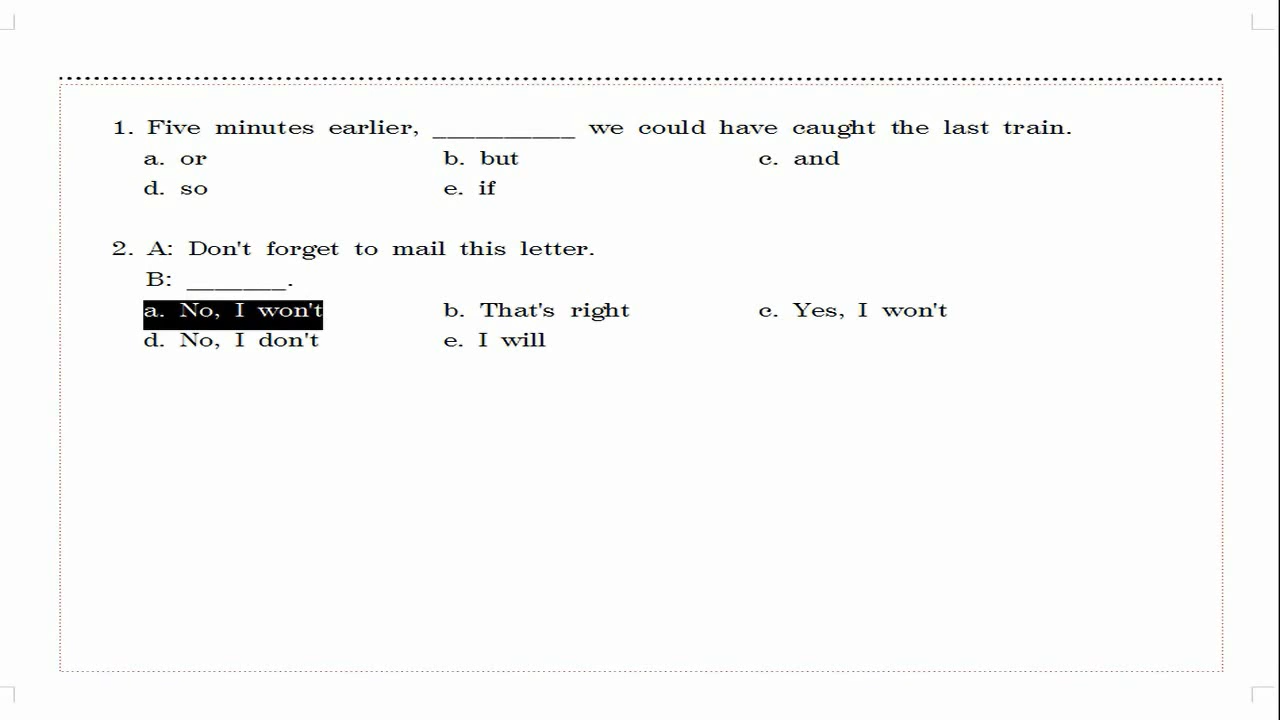 1. Five minutes earlier, __________ we could have caught the last train.
a. or b. but c. and
d. so e. if
2. A: Don't forget to mail this letter.
B: _______.
a. No, I won't b. That's right c. Yes, I won't
d. No, I don't e. I will